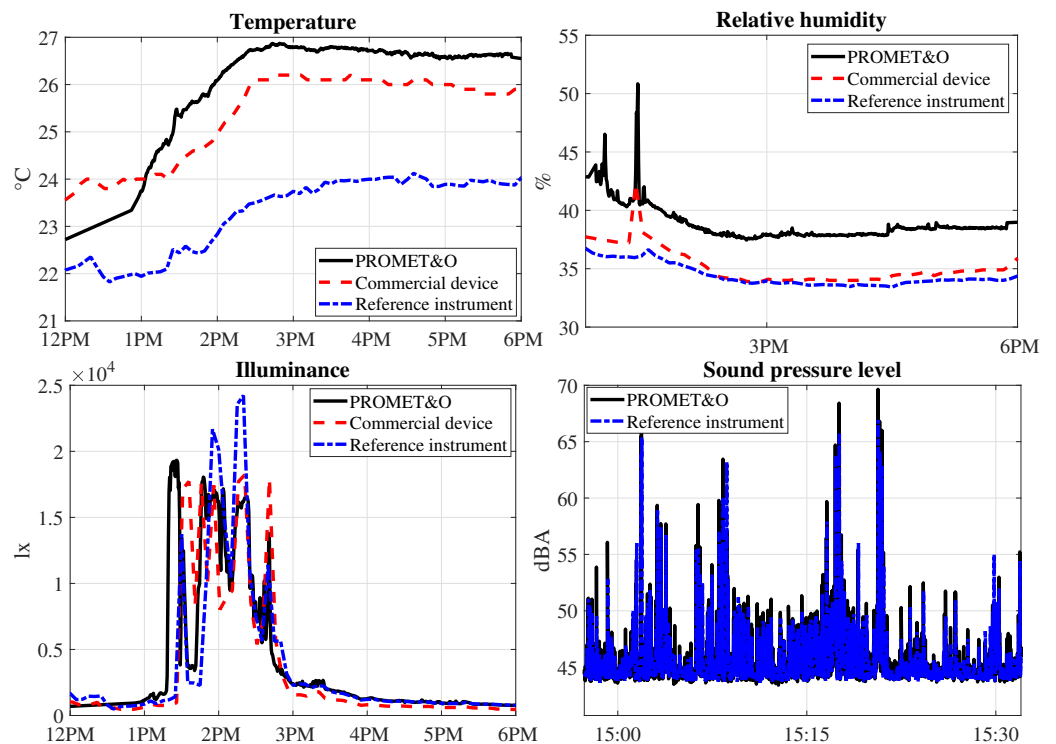 Temperature
27
26
25
24
23
22
21
°C
PROMET&O
Commercial device
Reference instrument
12PM 1PM 2PM 3PM 4PM 5PM 6PM
Relative humidity
55
50
45
40
35
30
%
PROMET&O
Commercial device
Reference instrument
3PM 6PM
Illuminance
×10⁴
2.5
2
1.5
1
0.5
0
lx
PROMET&O
Commercial device
Reference instrument
12PM 1PM 2PM 3PM 4PM 5PM 6PM
Sound pressure level
70
65
60
55
50
45
dBA
PROMET&O
Reference instrument
15:00 15:15 15:30